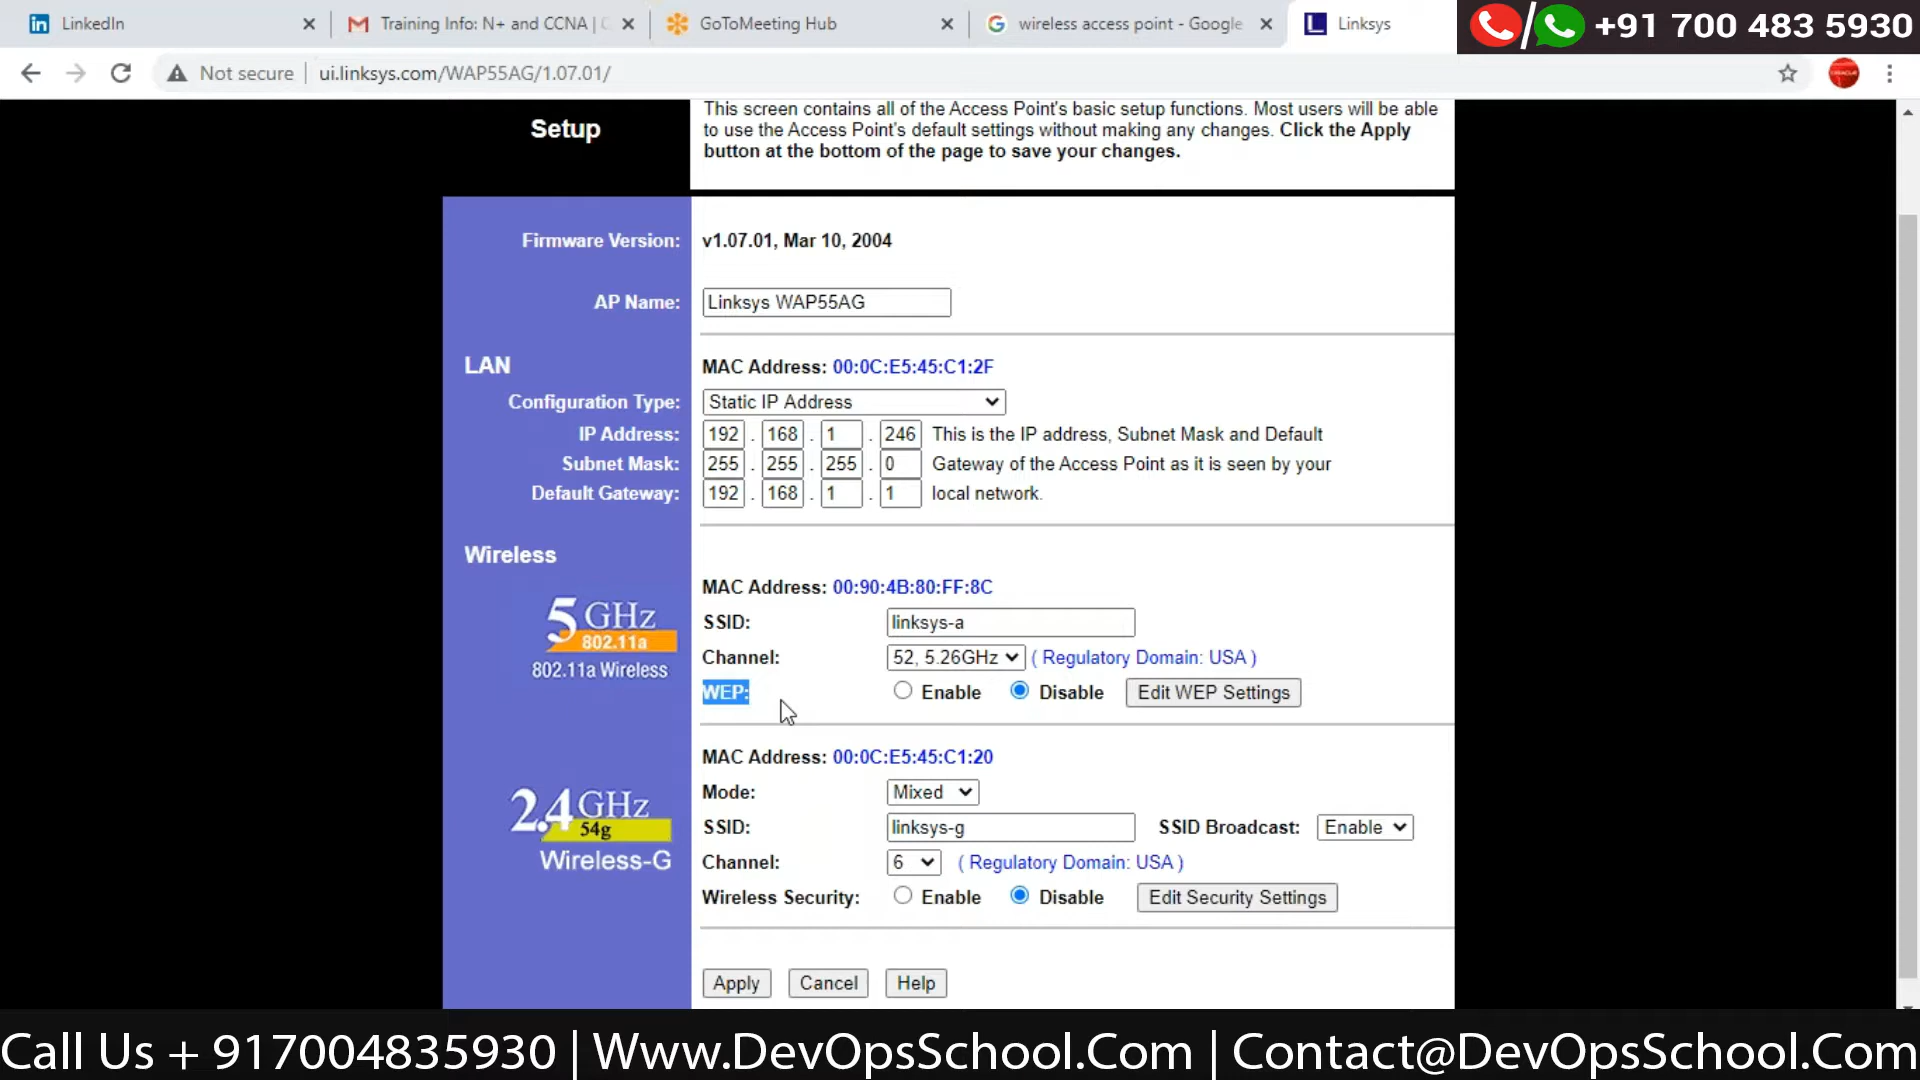 LinkedIn
Training Info: N+ and CCNA |
GoToMeeting Hub
wireless access point - Google
Linksys
+91 700 483 5930
Not secure
ui.linksys.com/WAP55AG/1.07.01/
Setup
This screen contains all of the Access Point's basic setup functions. Most users will be able
to use the Access Point's default settings without making any changes. Click the Apply
button at the bottom of the page to save your changes.
Firmware Version: v1.07.01, Mar 10, 2004
AP Name: Linksys WAP55AG
LAN
MAC Address: 00:0C:E5:45:C1:2F
Configuration Type: Static IP Address
IP Address: 192 . 168 . 1 . 246 This is the IP address, Subnet Mask and Default
Subnet Mask: 255 . 255 . 255 . 0 Gateway of the Access Point as it is seen by your
Default Gateway: 192 . 168 . 1 . 1 local network.
Wireless
5 GHz
802.11a
802.11a Wireless
MAC Address: 00:90:4B:80:FF:8C
SSID: linksys-a
Channel: 52, 5.26GHz ( Regulatory Domain: USA )
WEP: Enable Disable Edit WEP Settings
2.4 GHz
54g
Wireless-G
MAC Address: 00:0C:E5:45:C1:20
Mode: Mixed
SSID: linksys-g SSID Broadcast: Enable
Channel: 6 ( Regulatory Domain: USA )
Wireless Security: Enable Disable Edit Security Settings
Apply Cancel Help
Call Us + 917004835930 | Www.DevOpsSchool.Com | Contact@DevOpsSchool.Com